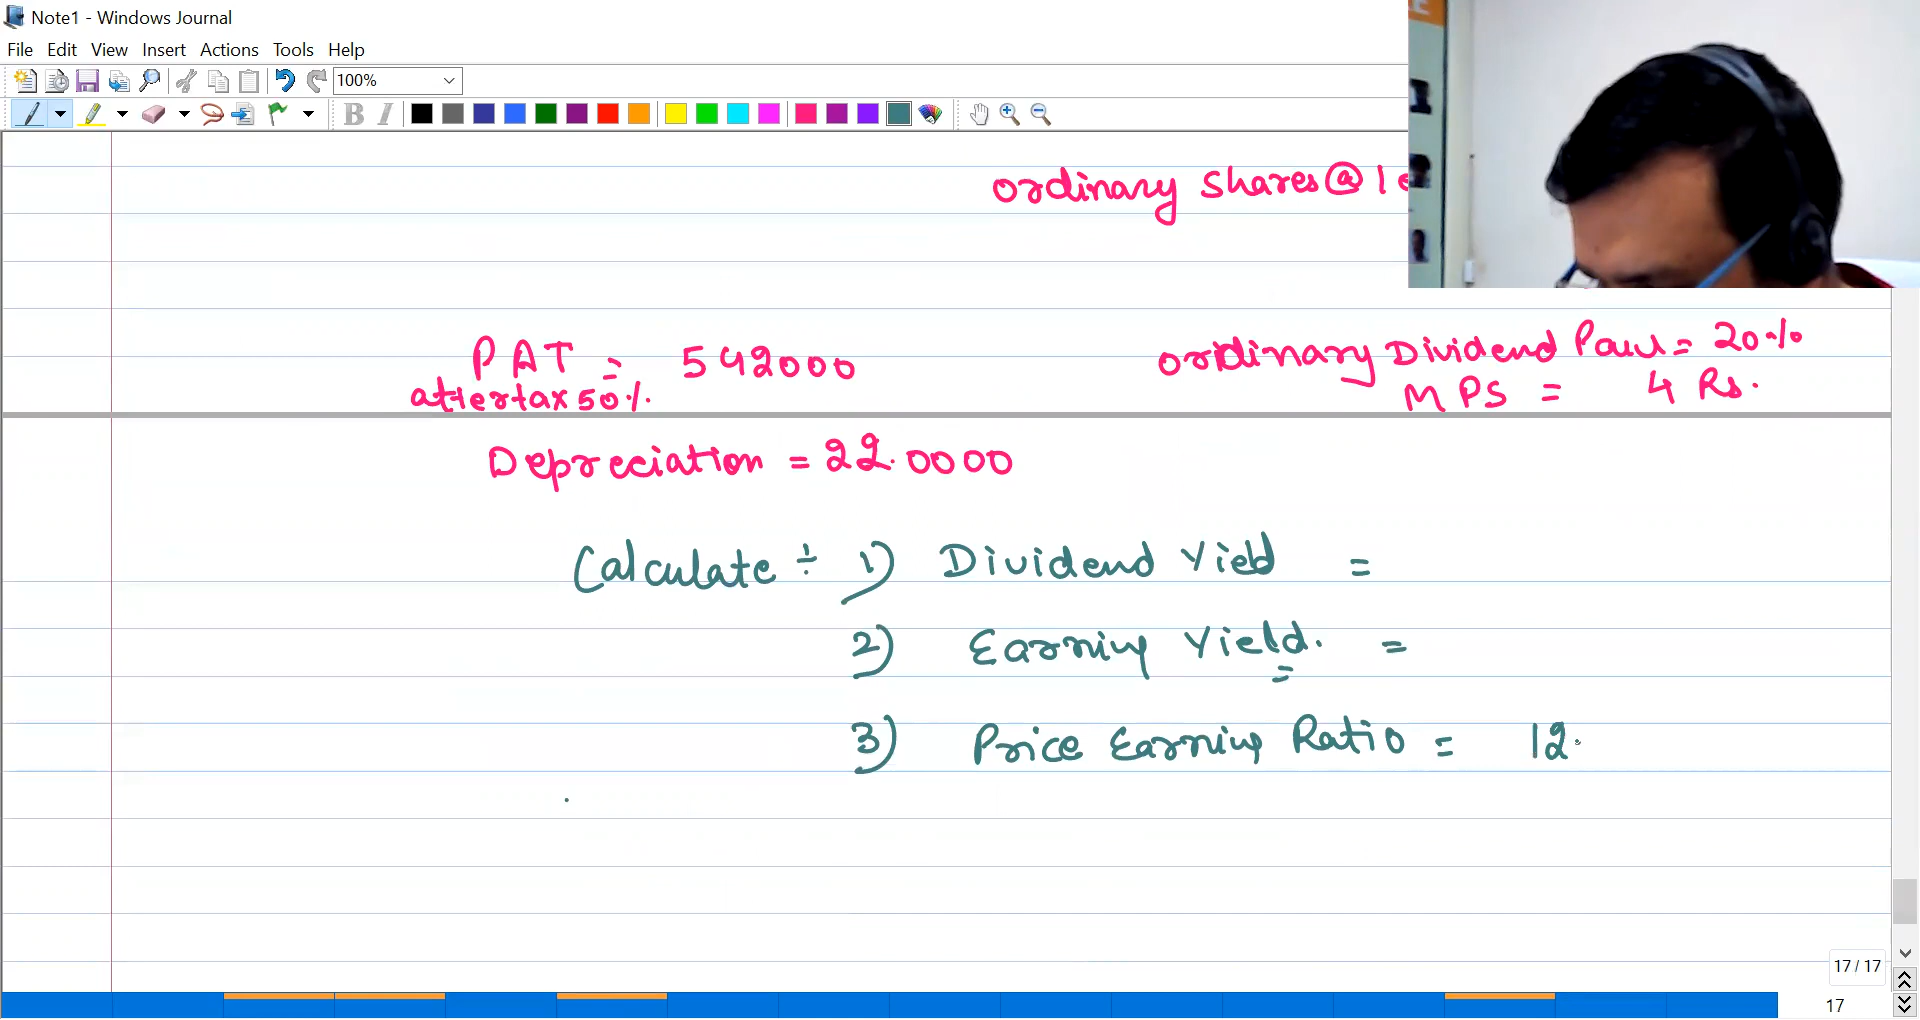 Note1 - Windows Journal
File Edit View Insert Actions Tools Help
100%
B I
ordinary Shares @ 1
PAT = 542000
after tax 50%
ordinary Dividend = 20%
MPS = 4 Rs.
Depreciation = 22.0000
Calculate ÷ 1) Dividend Yield =
2) Earning Yield. =
3) Price Earning Ratio = 12.
17 / 17
17